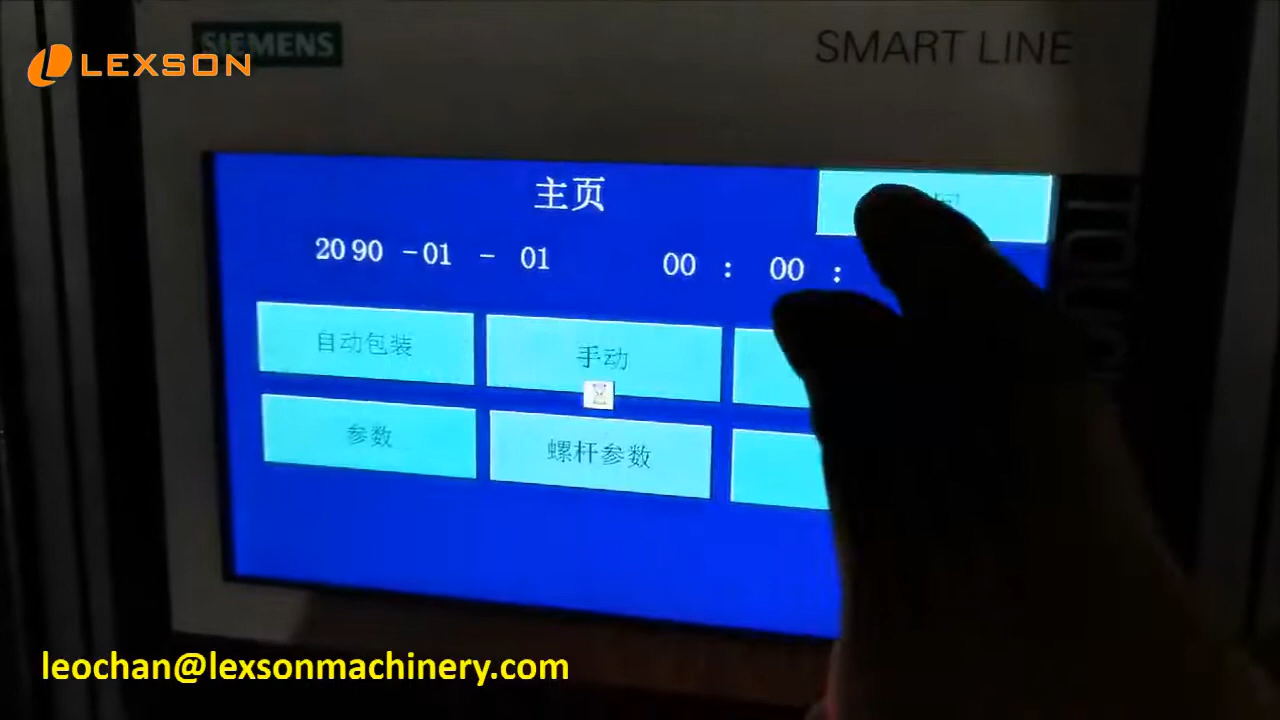 SIEMENS
LEXSON
SMART LINE
主页
2090-01-01 00:00:
自动包装
手动
参数
螺杆参数
TOUCH
leochan@lexsonmachinery.com